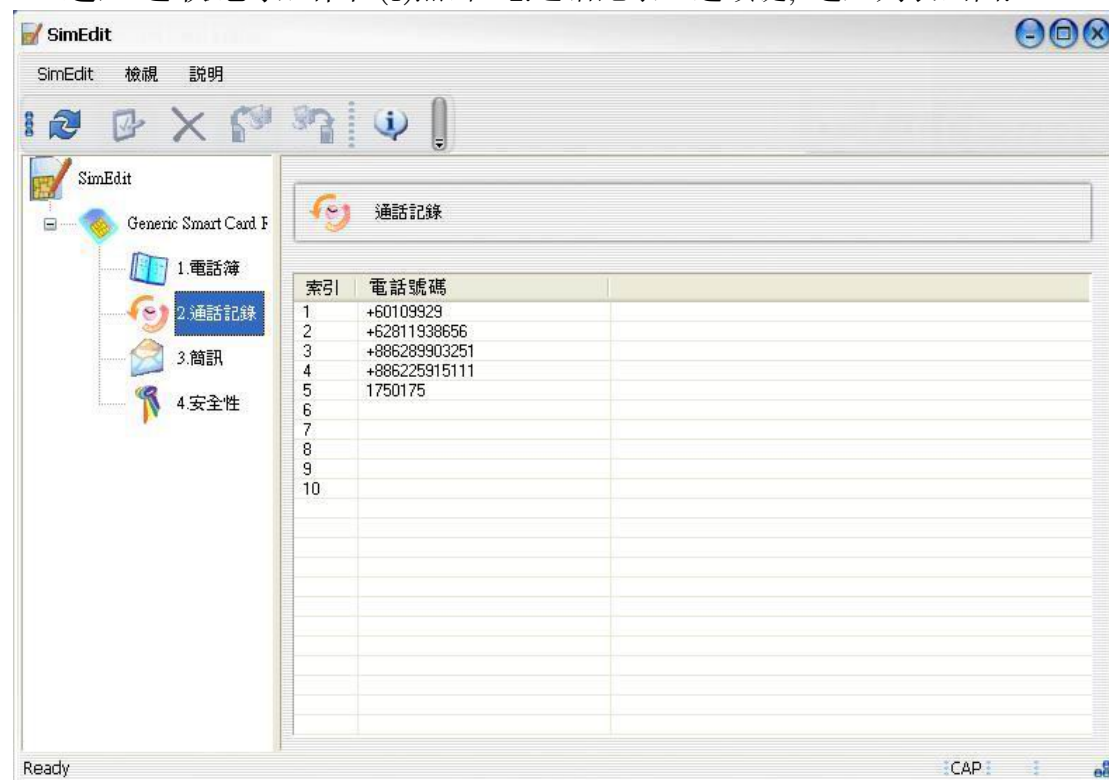 SimEdit
SimEdit 檢視 說明
SimEdit
Generic Smart Card F
1.電話簿
2.通話記錄
3.簡訊
4.安全性
通話記錄
索引 電話號碼
1 +60109929
2 +62811938656
3 +886289903251
4 +886225915111
5 1750175
6
7
8
9
10
Ready CAP